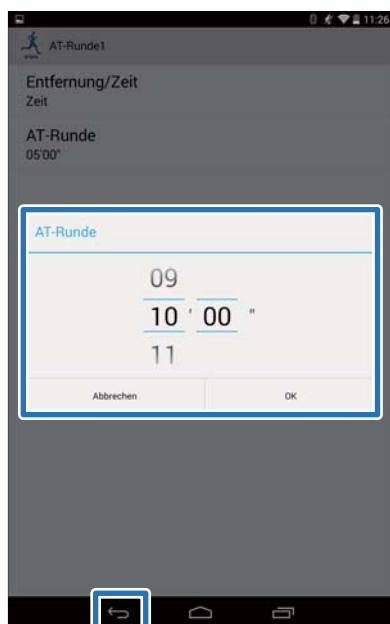 11:26
AT-Runde1
Entfernung/Zeit
Zeit
AT-Runde
05'00"
AT-Runde
09
10 ' 00 "
11
Abbrechen OK